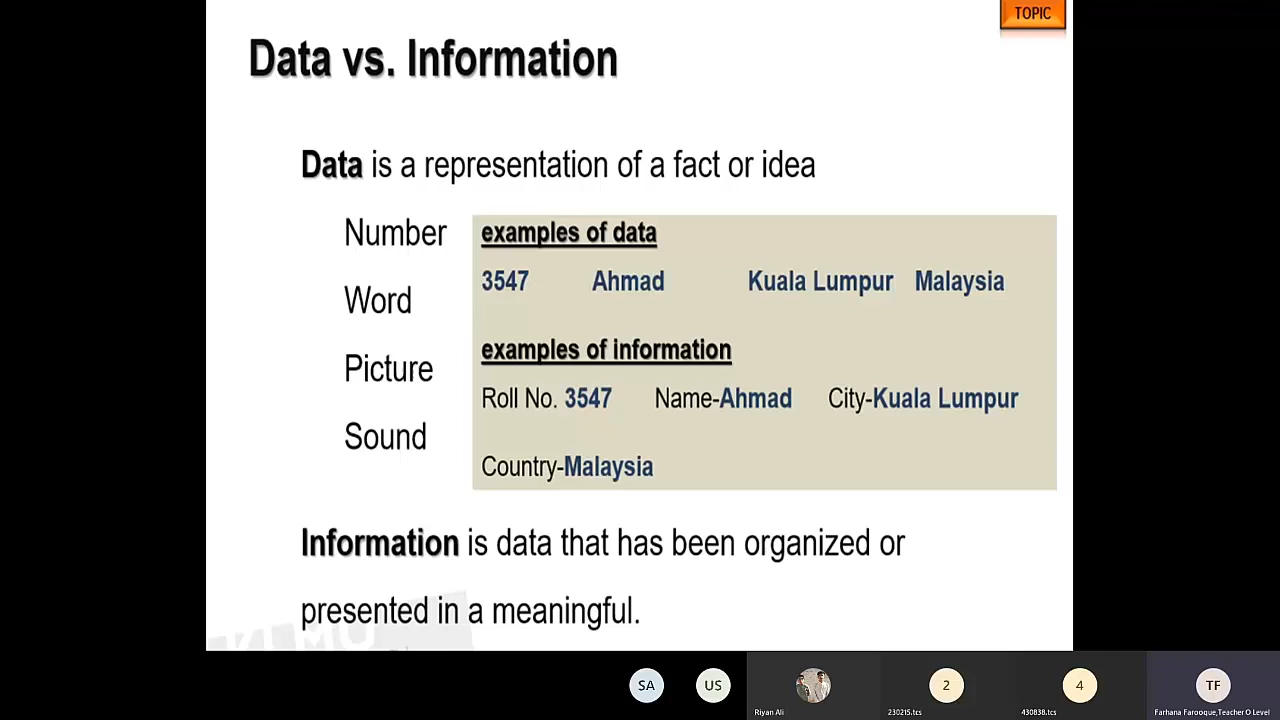 TOPIC
Data vs. Information
Data is a representation of a fact or idea
Number
Word
Picture
Sound
examples of data
3547 Ahmad Kuala Lumpur Malaysia
examples of information
Roll No. 3547 Name-Ahmad City-Kuala Lumpur
Country-Malaysia
Information is data that has been organized or
presented in a meaningful.
SA
US
Riyan Ali
2
230215.tcs
4
430838.tcs
TF
Farhana Farooque,Teacher O Level